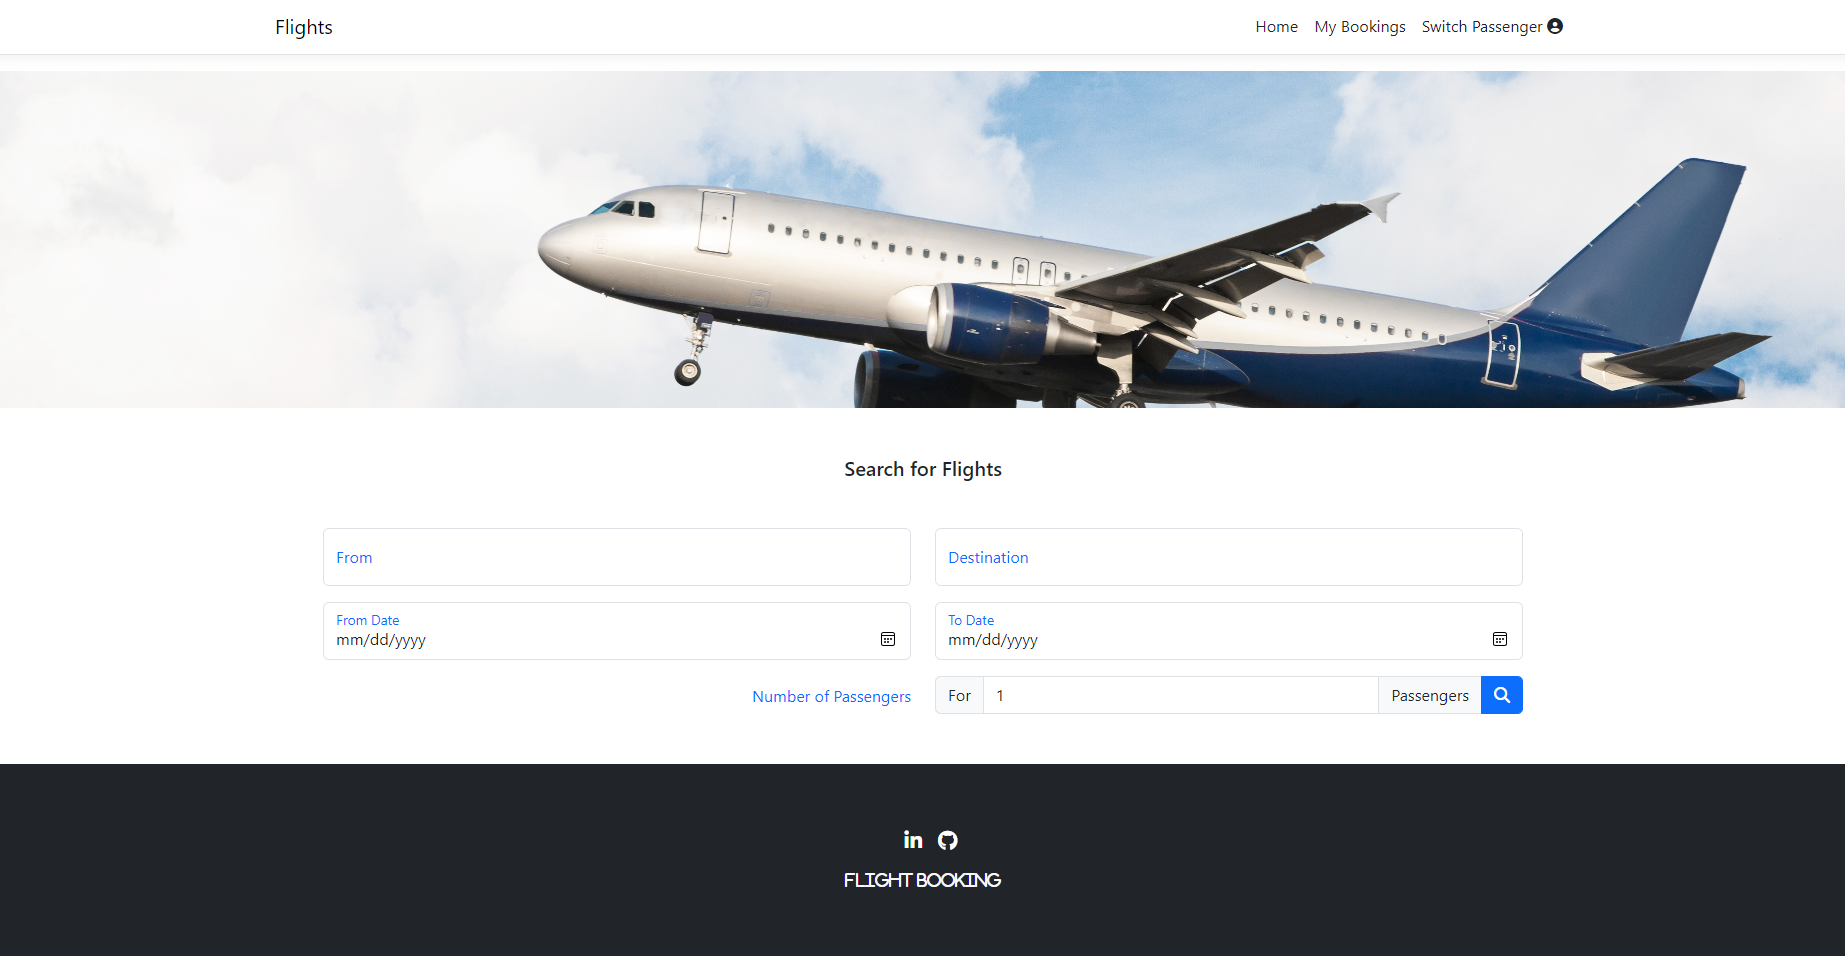 Flights
Home My Bookings Switch Passenger
Search for Flights
From
Destination
From Date
mm/dd/yyyy
To Date
mm/dd/yyyy
Number of Passengers
For 1 Passengers
in
FLIGHT BOOKING